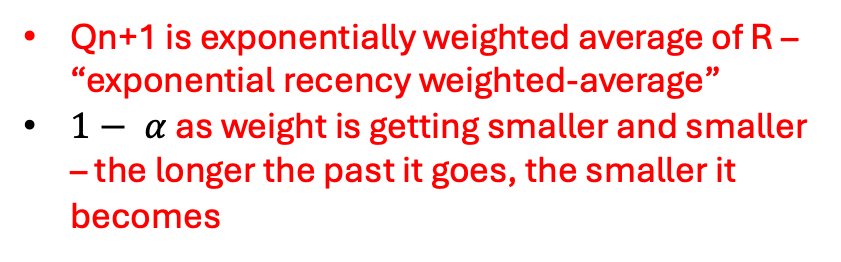 • Qn+1 is exponentially weighted average of R –
“exponential recency weighted-average”
• 1 − 𝛼 as weight is getting smaller and smaller
– the longer the past it goes, the smaller it
becomes